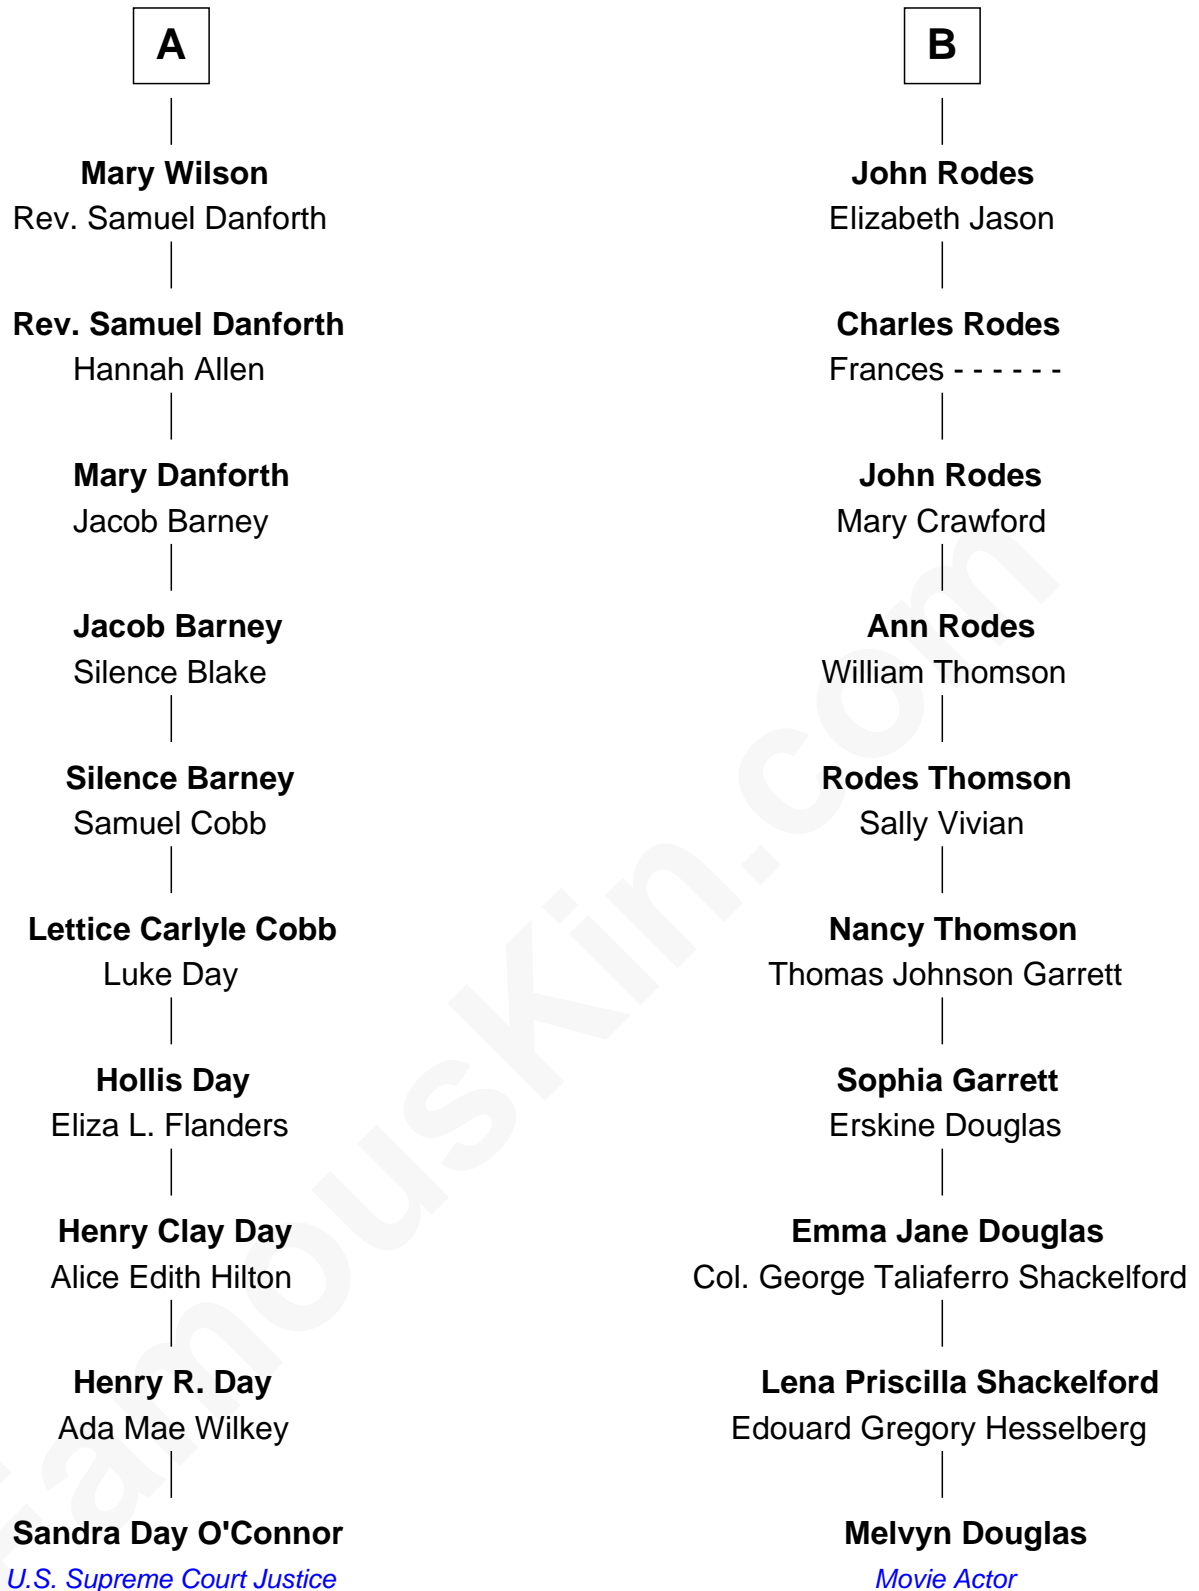 A
Mary Wilson
Rev. Samuel Danforth
Rev. Samuel Danforth
Hannah Allen
Mary Danforth
Jacob Barney
Jacob Barney
Silence Blake
Silence Barney
Samuel Cobb
Lettice Carlyle Cobb
Luke Day
Hollis Day
Eliza L. Flanders
Henry Clay Day
Alice Edith Hilton
Henry R. Day
Ada Mae Wilkey
Sandra Day O'Connor
U.S. Supreme Court Justice
B
John Rodes
Elizabeth Jason
Charles Rodes
Frances - - - - - -
John Rodes
Mary Crawford
Ann Rodes
William Thomson
Rodes Thomson
Sally Vivian
Nancy Thomson
Thomas Johnson Garrett
Sophia Garrett
Erskine Douglas
Emma Jane Douglas
Col. George Taliaferro Shackelford
Lena Priscilla Shackelford
Edouard Gregory Hesselberg
Melvyn Douglas
Movie Actor
FamousKin.com